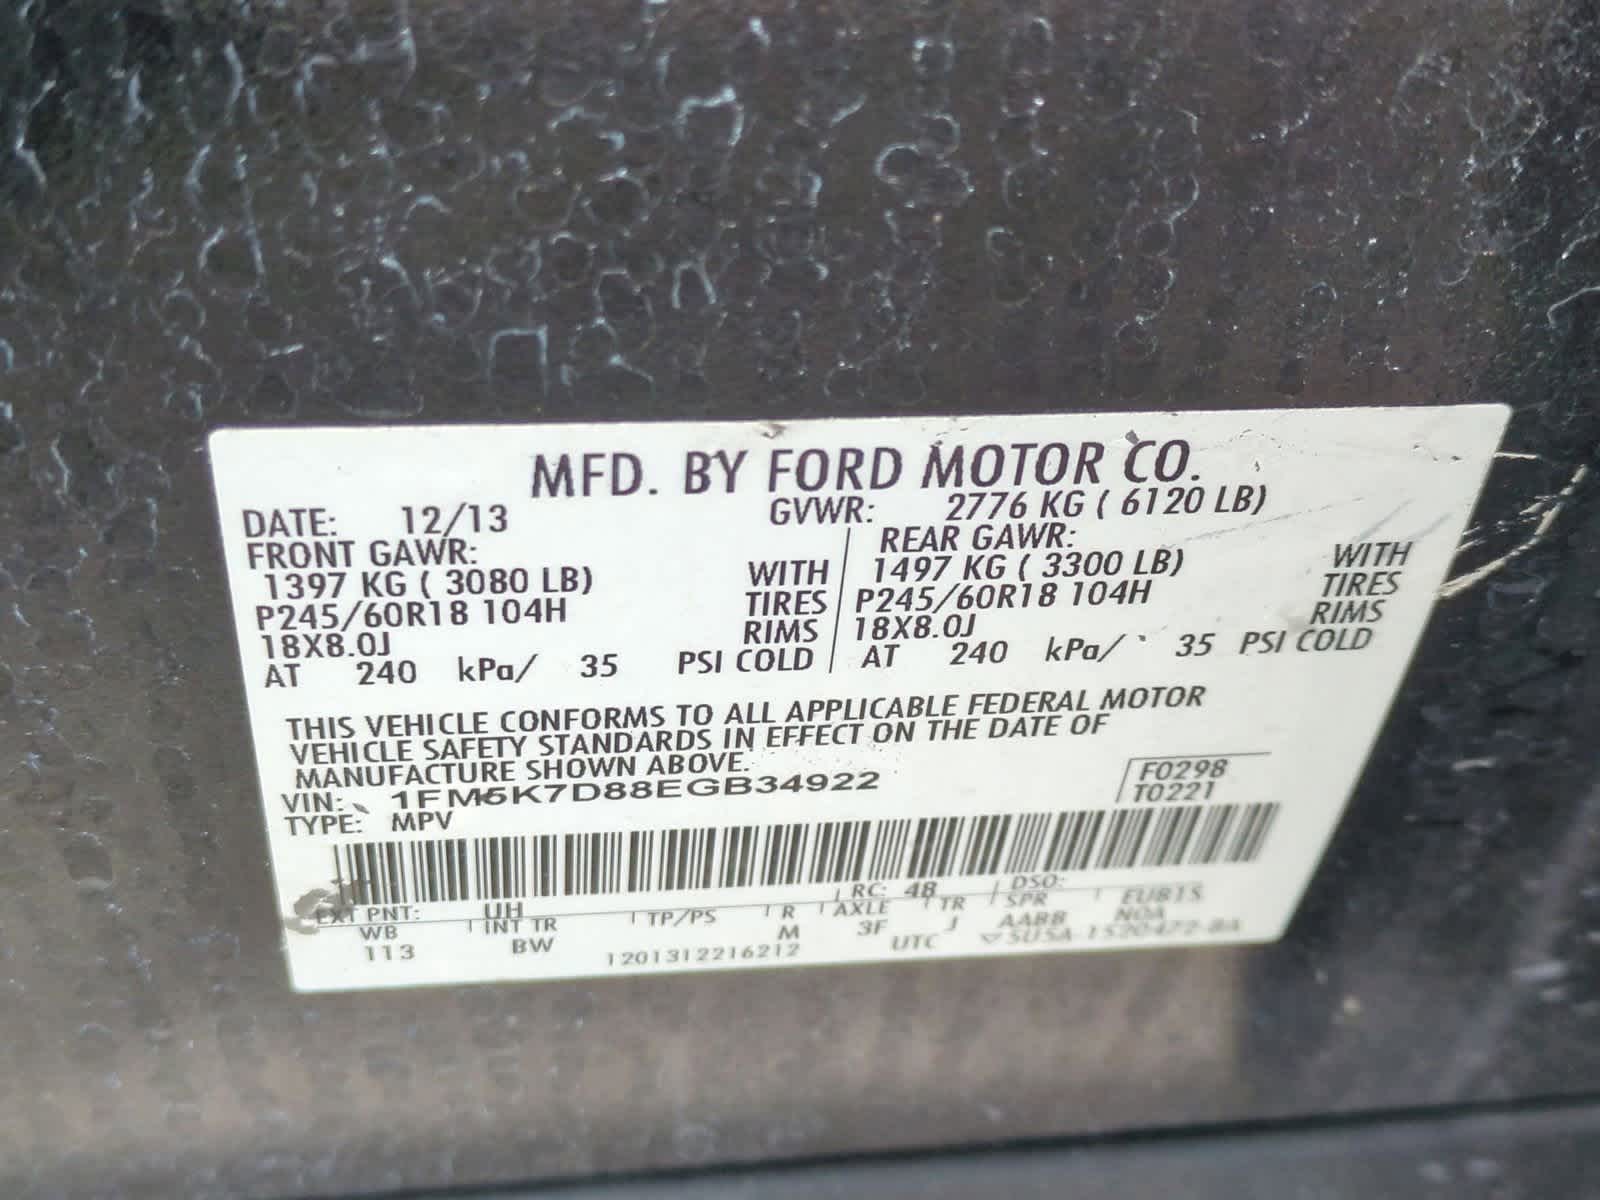 MFD. BY FORD MOTOR CO.
DATE: 12/13 GVWR: 2776 KG ( 6120 LB)
FRONT GAWR: REAR GAWR:
1397 KG ( 3080 LB) WITH 1497 KG ( 3300 LB) WITH
P245/60R18 104H TIRES P245/60R18 104H TIRES
18X8.0J RIMS 18X8.0J RIMS
AT 240 kPa/ 35 PSI COLD AT 240 kPa/ 35 PSI COLD
THIS VEHICLE CONFORMS TO ALL APPLICABLE FEDERAL MOTOR
VEHICLE SAFETY STANDARDS IN EFFECT ON THE DATE OF
MANUFACTURE SHOWN ABOVE.
VIN: 1FM5K7D88EGB34922 F0298
TYPE: MPV T0221
EXT PNT: UH RC: 48 DSO:
WB INT TR TP/PS R AXLE TR SPR EU81S
113 BW M 3F J AABB NOA
1201312216212 UTC 5U5A-1520472-BA